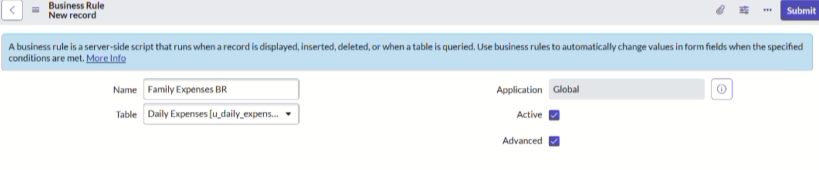 Business Rule
New record
Submit
A business rule is a server-side script that runs when a record is displayed, inserted, deleted, or when a table is queried. Use business rules to automatically change values in form fields when the specified
conditions are met. More Info
Name Family Expenses BR
Application Global
Table Daily Expenses [u_daily_expens...
Active
Advanced